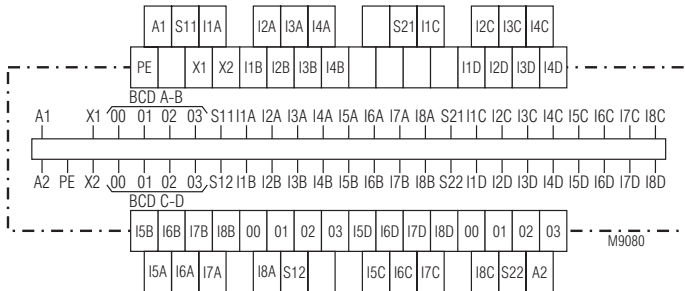 A1 S11 I1A I2A I3A I4A S21 I1C I2C I3C I4C
PE X1 X2 I1B I2B I3B I4B I1D I2D I3D I4D
BCD A-B
A1 X1 00 01 02 03 S11 I1A I2A I3A I4A I5A I6A I7A I8A S21 I1C I2C I3C I4C I5C I6C I7C I8C
A2 PE X2 00 01 02 03 S12 I1B I2B I3B I4B I5B I6B I7B I8B S22 I1D I2D I3D I4D I5D I6D I7D I8D
BCD C-D
I5B I6B I7B I8B 00 01 02 03 I5D I6D I7D I8D 00 01 02 03
M9080
I5A I6A I7A I8A S12 I5C I6C I7C I8C S22 A2